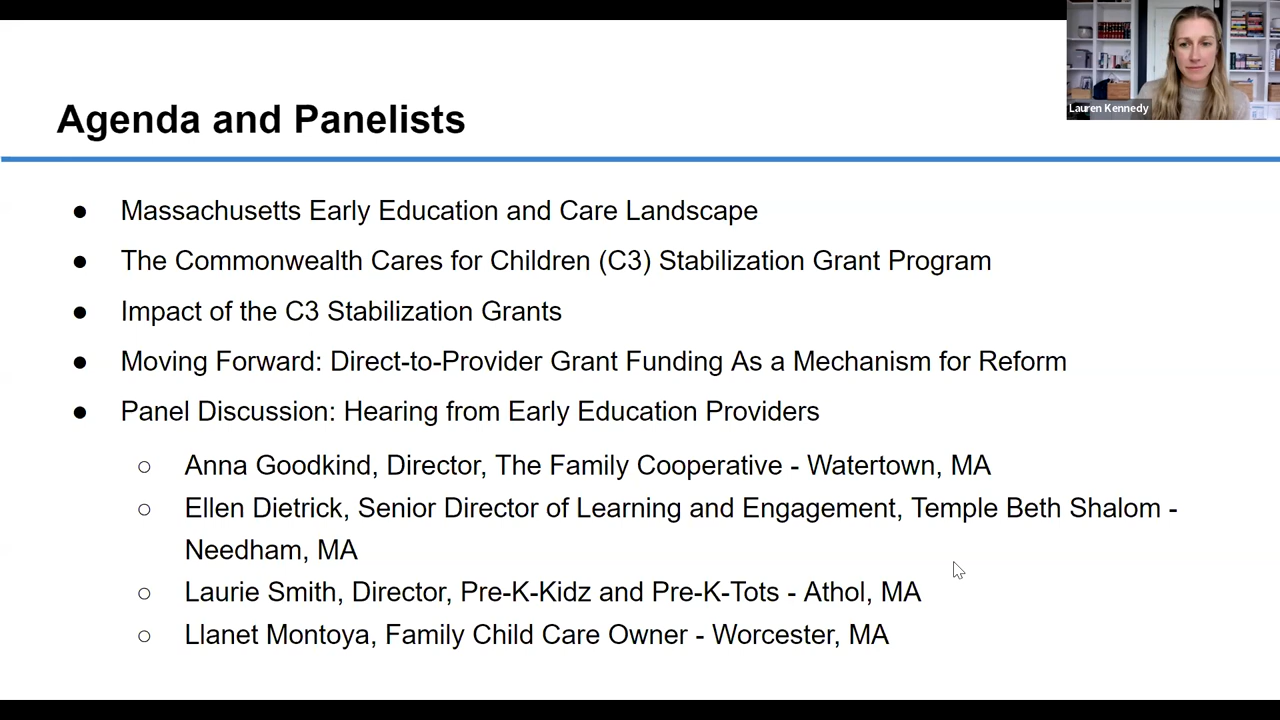 Lauren Kennedy
Agenda and Panelists
● Massachusetts Early Education and Care Landscape
● The Commonwealth Cares for Children (C3) Stabilization Grant Program
● Impact of the C3 Stabilization Grants
● Moving Forward: Direct-to-Provider Grant Funding As a Mechanism for Reform
● Panel Discussion: Hearing from Early Education Providers
○ Anna Goodkind, Director, The Family Cooperative - Watertown, MA
○ Ellen Dietrick, Senior Director of Learning and Engagement, Temple Beth Shalom -
Needham, MA
○ Laurie Smith, Director, Pre-K-Kidz and Pre-K-Tots - Athol, MA
○ Llanet Montoya, Family Child Care Owner - Worcester, MA